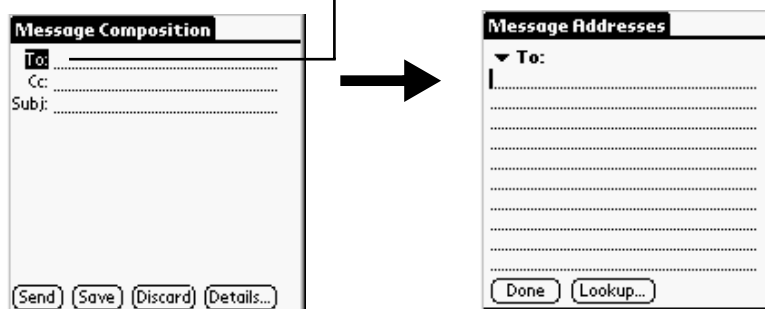 Message Composition
To:
Cc:
Subj:
Send Save Discard Details...
Message Addresses
To:
Done Lookup...